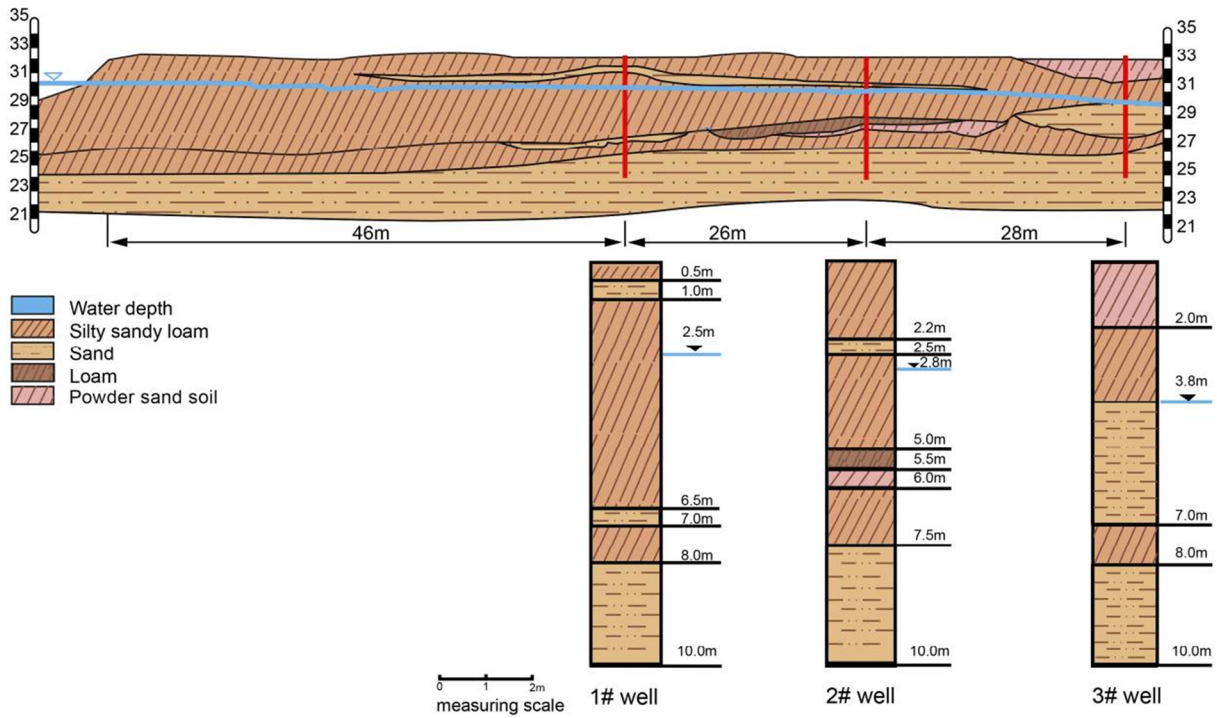 35
33
31
29
27
25
23
21
35
33
31
29
27
25
23
21
46m
26m
28m
Water depth
Silty sandy loam
Sand
Loam
Powder sand soil
0.5m
1.0m
2.5m
6.5m
7.0m
8.0m
10.0m
2.2m
2.5m
2.8m
5.0m
5.5m
6.0m
7.5m
10.0m
2.0m
3.8m
7.0m
8.0m
10.0m
0 1 2m
measuring scale
1# well
2# well
3# well